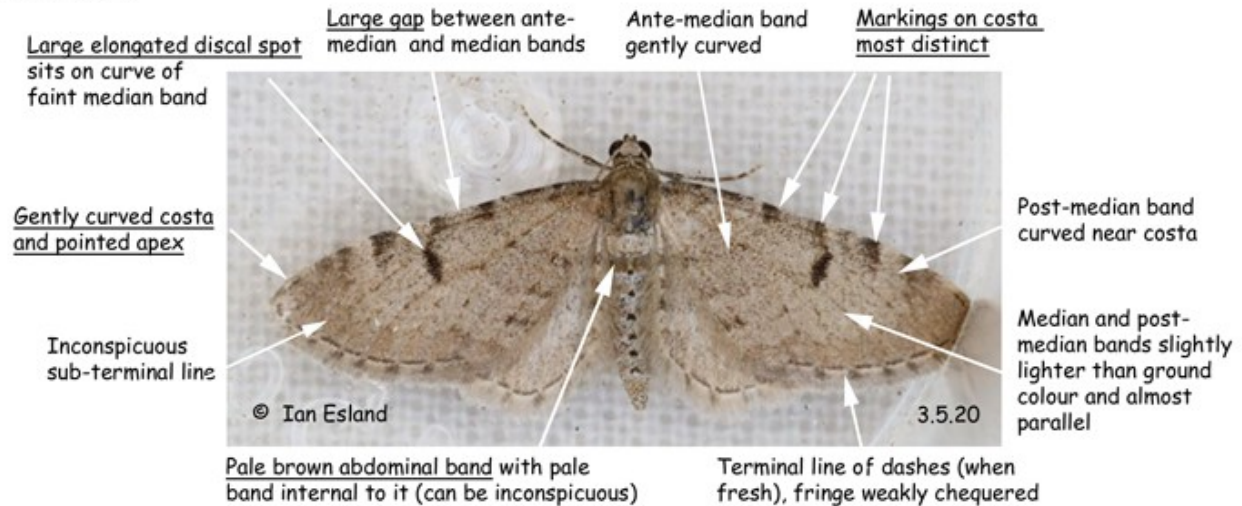 Large elongated discal spot
sits on curve of
faint median band
Large gap between ante-
median and median bands
Ante-median band
gently curved
Markings on costa
most distinct
Gently curved costa
and pointed apex
Post-median band
curved near costa
Inconspicuous
sub-terminal line
Median and post-
median bands slightly
lighter than ground
colour and almost
parallel
© Ian Esland
3.5.20
Pale brown abdominal band with pale
band internal to it (can be inconspicuous)
Terminal line of dashes (when
fresh), fringe weakly chequered